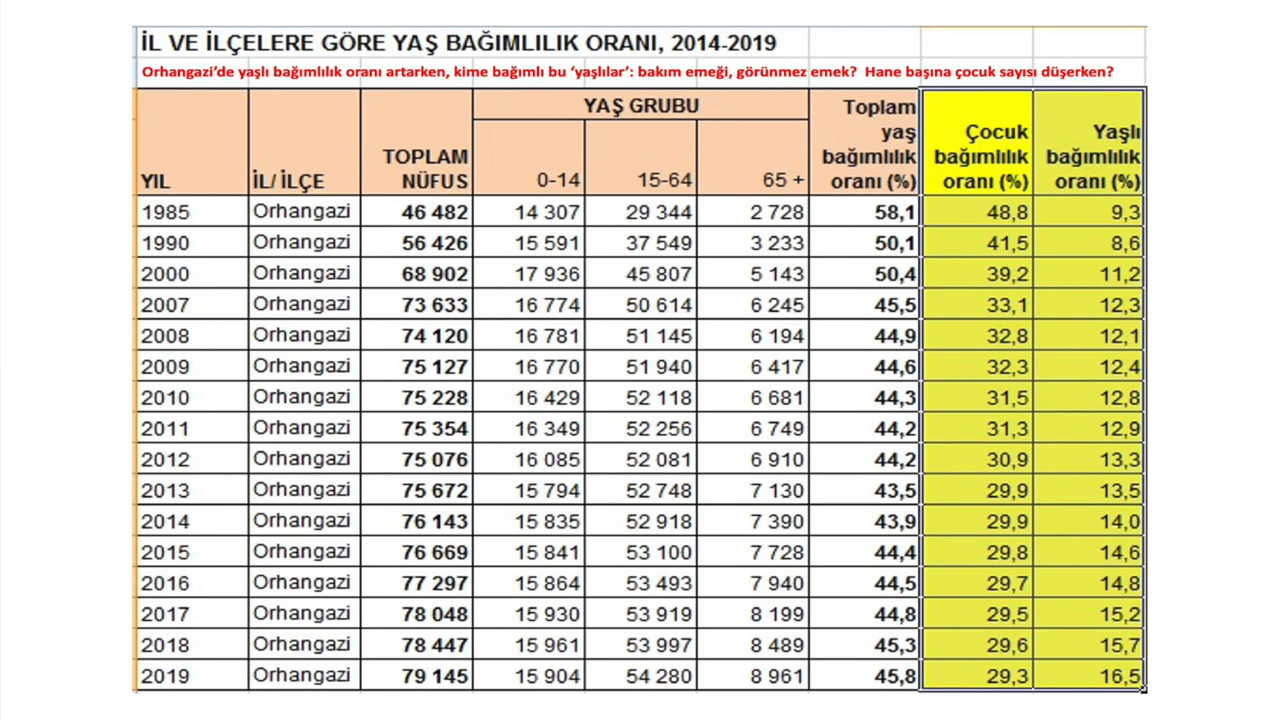 İL VE İLÇELERE GÖRE YAŞ BAĞIMLILIK ORANI, 2014-2019
Orhangazi’de yaşlı bağımlılık oranı artarken, kime bağımlı bu ‘yaşlılar’: bakım emeği, görünmez emek? Hane başına çocuk sayısı düşerken?
YIL İL/ İLÇE TOPLAM NÜFUS YAŞ GRUBU 0-14 15-64 65 + Toplam yaş bağımlılık oranı (%) Çocuk bağımlılık oranı (%) Yaşlı bağımlılık oranı (%)
1985 Orhangazi 46 482 14 307 29 344 2 728 58,1 48,8 9,3
1990 Orhangazi 56 426 15 591 37 549 3 233 50,1 41,5 8,6
2000 Orhangazi 68 902 17 936 45 807 5 143 50,4 39,2 11,2
2007 Orhangazi 73 633 16 774 50 614 6 245 45,5 33,1 12,3
2008 Orhangazi 74 120 16 781 51 145 6 194 44,9 32,8 12,1
2009 Orhangazi 75 127 16 770 51 940 6 417 44,6 32,3 12,4
2010 Orhangazi 75 228 16 429 52 118 6 681 44,3 31,5 12,8
2011 Orhangazi 75 354 16 349 52 256 6 749 44,2 31,3 12,9
2012 Orhangazi 75 076 16 085 52 081 6 910 44,2 30,9 13,3
2013 Orhangazi 75 672 15 794 52 748 7 130 43,5 29,9 13,5
2014 Orhangazi 76 143 15 835 52 918 7 390 43,9 29,9 14,0
2015 Orhangazi 76 669 15 841 53 100 7 728 44,4 29,8 14,6
2016 Orhangazi 77 297 15 864 53 493 7 940 44,5 29,7 14,8
2017 Orhangazi 78 048 15 930 53 919 8 199 44,8 29,5 15,2
2018 Orhangazi 78 447 15 961 53 997 8 489 45,3 29,6 15,7
2019 Orhangazi 79 145 15 904 54 280 8 961 45,8 29,3 16,5